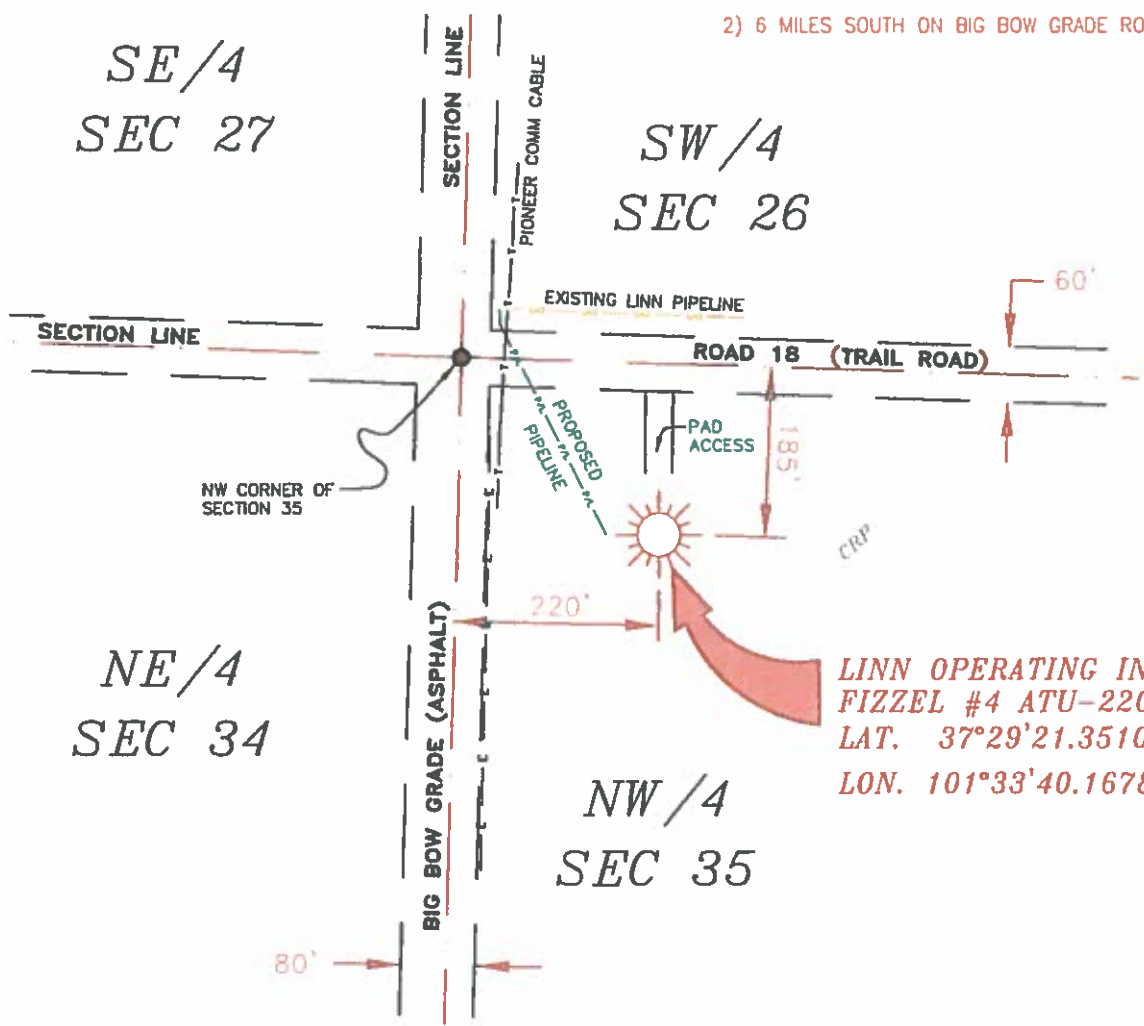 2) 6 MILES SOUTH ON BIG BOW GRADE RO
SE/4
SEC 27
SECTION LINE
PIONEER COMM CABLE
SW/4
SEC 26
60'
EXISTING LINN PIPELINE
SECTION LINE
ROAD 18 (TRAIL ROAD)
PROPOSED
PIPELINE
PAD
ACCESS
185'
NW CORNER OF
SECTION 35
CRP
220'
NE/4
SEC 34
BIG BOW GRADE (ASPHALT)
LINN OPERATING IN
FIZZEL #4 ATU-220
LAT. 37°29'21.3510
LON. 101°33'40.1678
NW/4
SEC 35
80'